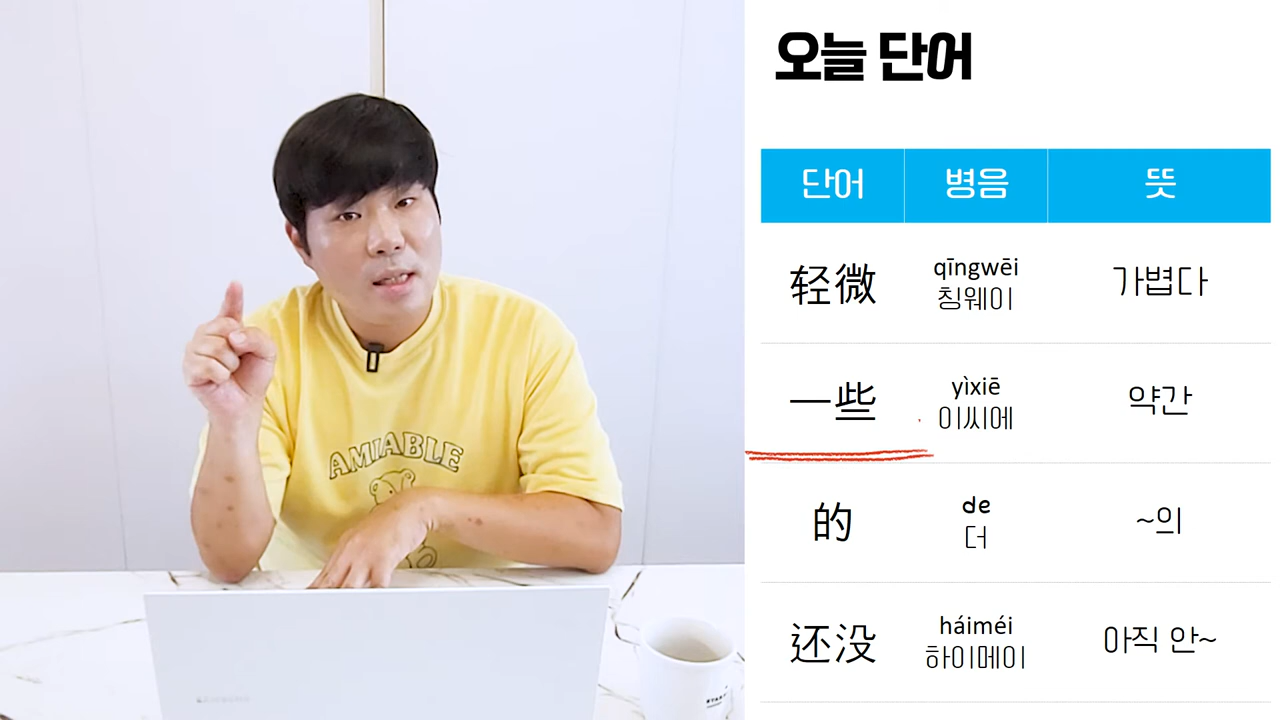 오늘 단어
단어 병음 뜻
轻微 qīngwēi 가볍다
칭웨이
一些 yìxiē 약간
이씨에
的 de ~의
더
还没 háiméi 아직 안~
하이메이
AMIABLE